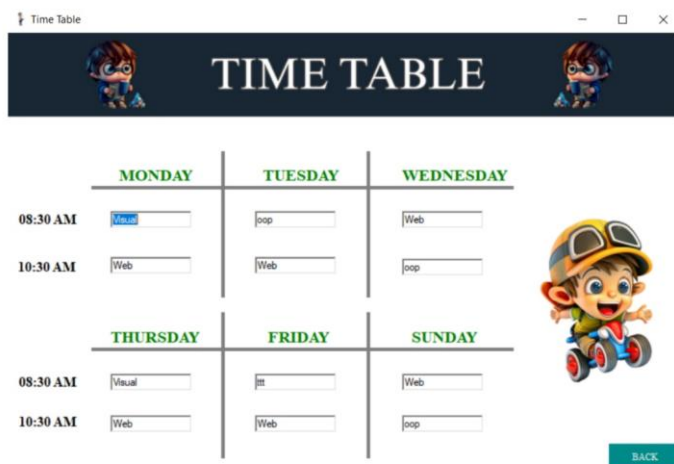 Time Table
TIME TABLE
MONDAY TUESDAY WEDNESDAY
08:30 AM Visual oop Web
10:30 AM Web Web oop
THURSDAY FRIDAY SUNDAY
08:30 AM Visual ttt Web
10:30 AM Web Web oop
BACK